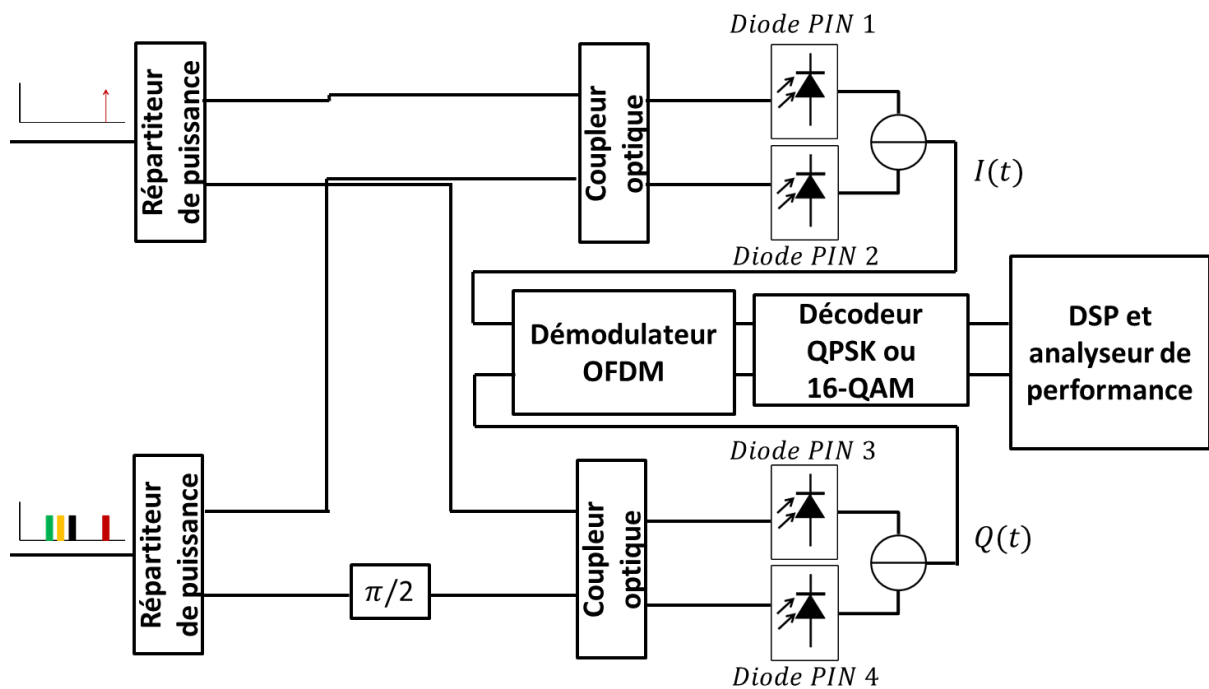 Diode PIN 1
Répartiteur
de puissance
Coupleur
optique
I(t)
Diode PIN 2
Démodulateur
OFDM
Décodeur
QPSK ou
16-QAM
DSP et
analyseur de
performance
Diode PIN 3
Répartiteur
de puissance
π/2
Coupleur
optique
Q(t)
Diode PIN 4